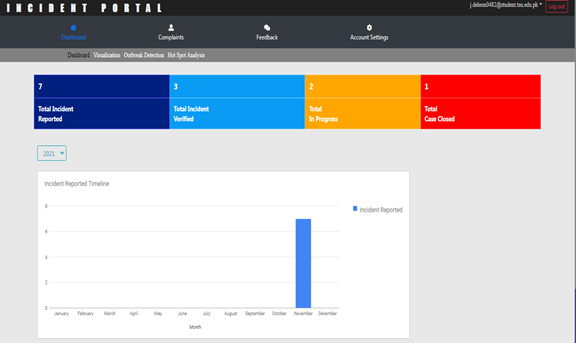 INCIDENT PORTAL
j.deleon0482@student.tsu.edu.ph
Log out
Dashboard Complaints Feedback Account Settings
Dashboard Visualization Outbreak Detection Hot Spot Analysis
7 3 2 1
Total Incident Total Incident Total Total
Reported Verified In Progress Case Closed
2021
Incident Reported Timeline
Incident Reported
8
6
4
2
0
January February March April May June July August September October November December
Month